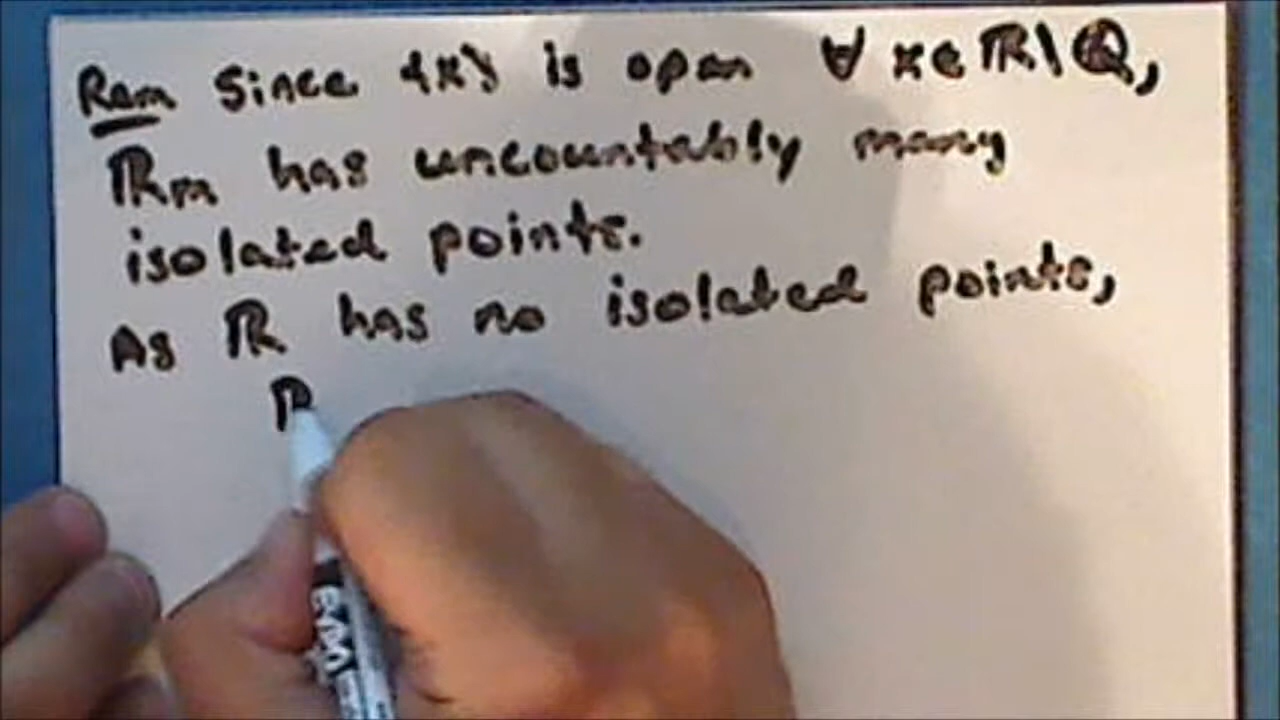 Rem Since {x} is open ∀ x∈ℝ\ℚ,
ℝm has uncountably many
isolated points.
As ℝ has no isolated points,
ℝ